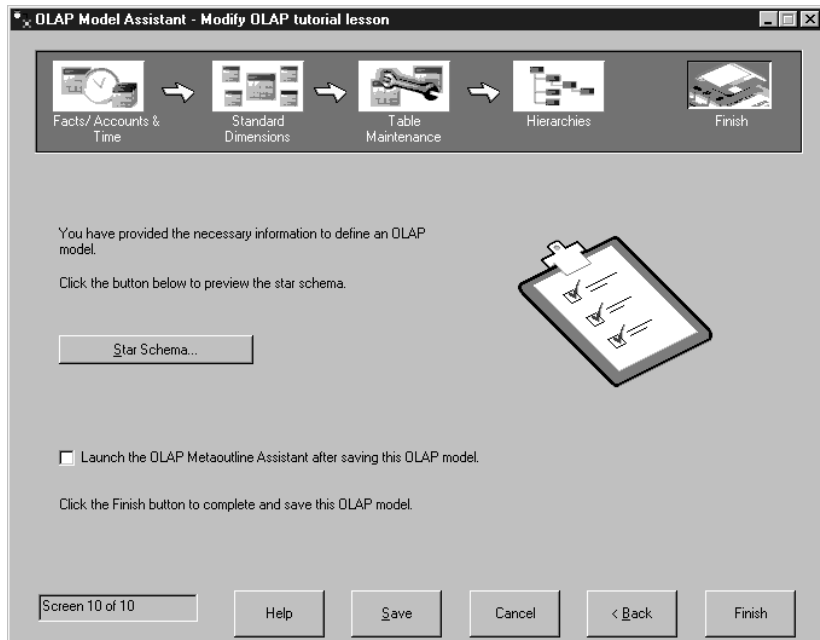 OLAP Model Assistant - Modify OLAP tutorial lesson
Facts/ Accounts &
Time
Standard
Dimensions
Table
Maintenance
Hierarchies
Finish
You have provided the necessary information to define an OLAP
model.
Click the button below to preview the star schema.
Star Schema...
Launch the OLAP Metaoutline Assistant after saving this OLAP model.
Click the Finish button to complete and save this OLAP model.
Screen 10 of 10
Help
Save
Cancel
< Back
Finish